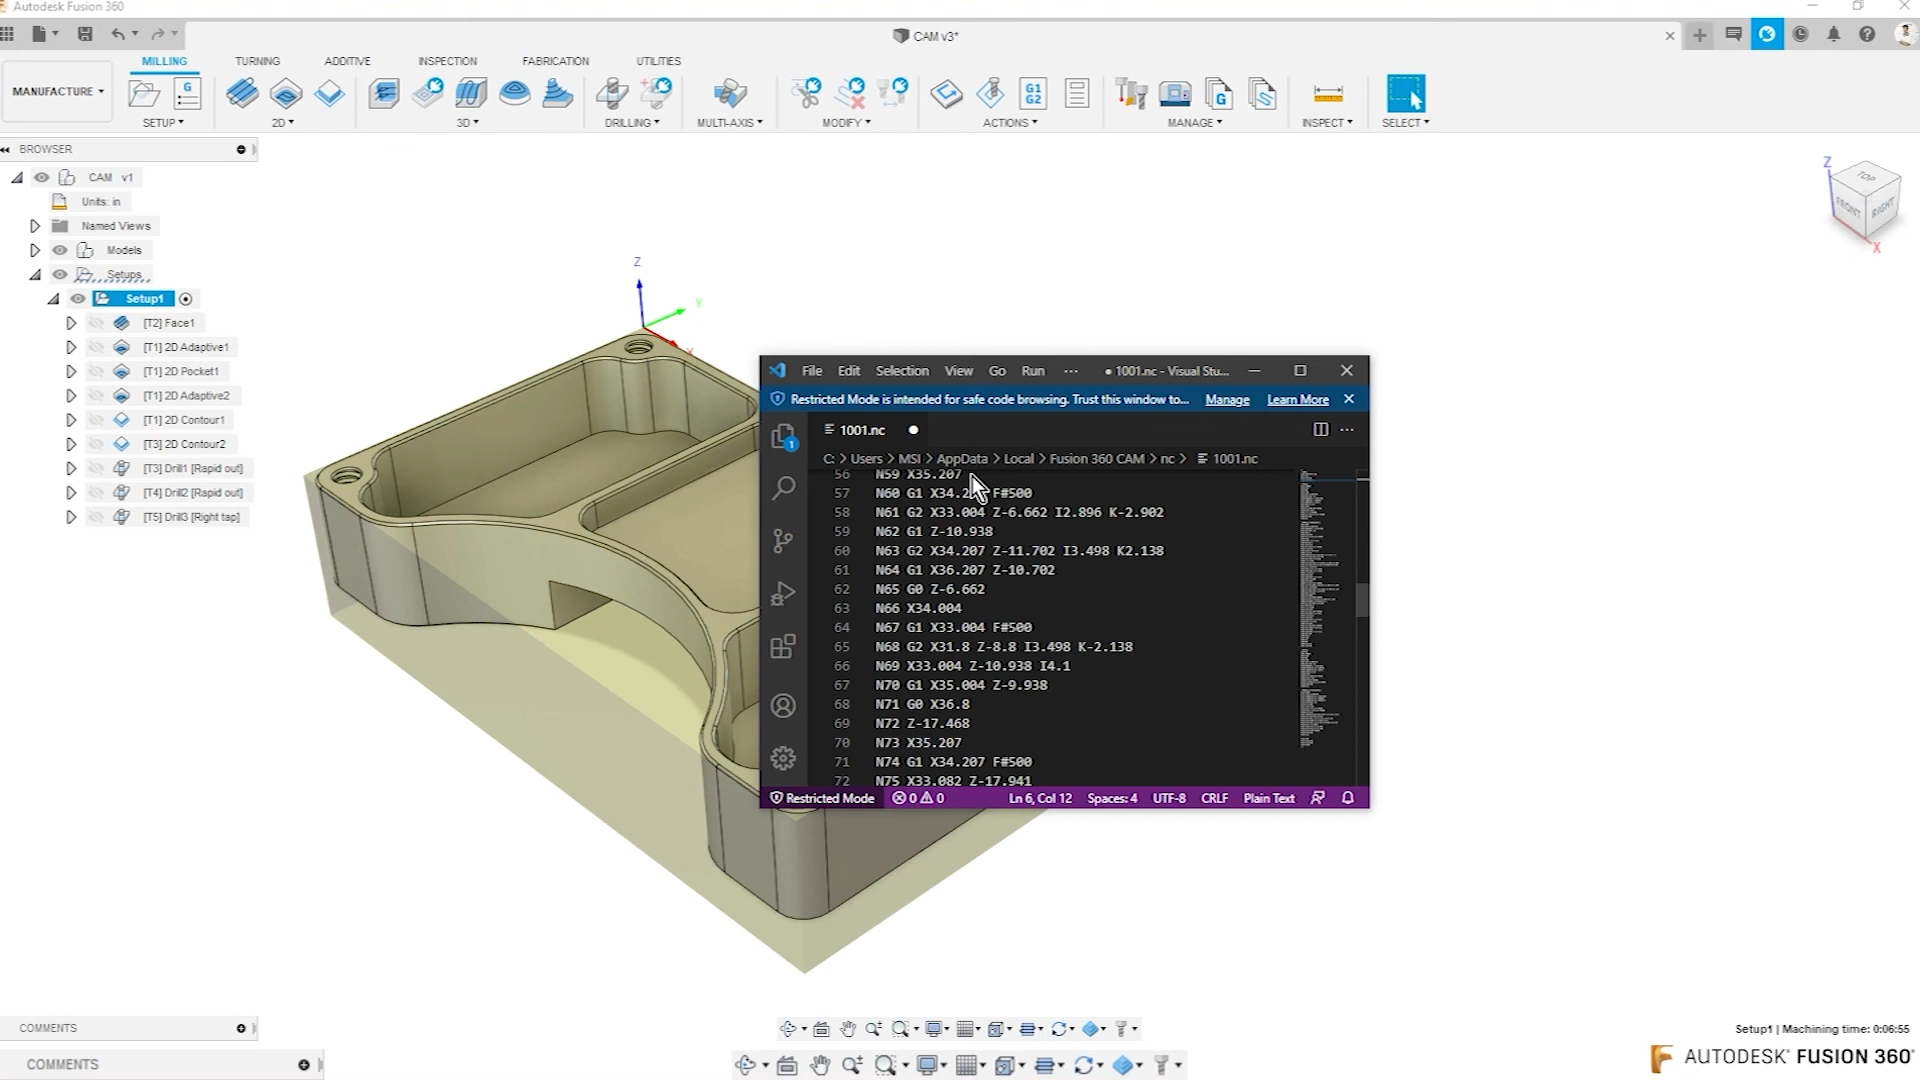 Autodesk Fusion 360
CAM v3*
MILLING TURNING ADDITIVE INSPECTION FABRICATION UTILITIES
MANUFACTURE
G
G1
G2
G
SETUP 2D 3D DRILLING MULTI-AXIS MODIFY ACTIONS MANAGE INSPECT SELECT
BROWSER
CAM v1
Units: in
Named Views
Models
Setups
Setup1
[T2] Face1
[T1] 2D Adaptive1
[T1] 2D Pocket1
[T1] 2D Adaptive2
[T1] 2D Contour1
[T3] 2D Contour2
[T3] Drill1 [Rapid out]
[T4] Drill2 [Rapid out]
[T5] Drill3 [Right tap]
Z
Y
X
Z
TOP
FRONT RIGHT
X
File Edit Selection View Go Run ··· ● 1001.nc - Visual Stu...
Restricted Mode is intended for safe code browsing. Trust this window to... Manage Learn More
1001.nc
1
C: > Users > MSI > AppData > Local > Fusion 360 CAM > nc > 1001.nc
56 N59 X35.207
57 N60 G1 F#500
58 N61 G2 X33.004 Z-6.662 I2.896 K-2.902
59 N62 G1 Z-10.938
60 N63 G2 X34.207 Z-11.702 I3.498 K2.138
61 N64 G1 X36.207 Z-10.702
62 N65 G0 Z-6.662
63 N66 X34.004
64 N67 G1 X33.004 F#500
65 N68 G2 X31.8 Z-8.8 I3.498 K-2.138
66 N69 X33.004 Z-10.938 I4.1
67 N70 G1 X35.004 Z-9.938
68 N71 G0 X36.8
69 N72 Z-17.468
70 N73 X35.207
71 N74 G1 X34.207 F#500
72 N75 X33.082 Z-17.941
Restricted Mode 0 0 Ln 6, Col 12 Spaces: 4 UTF-8 CRLF Plain Text
COMMENTS
Setup1 | Machining time: 0:06:55
COMMENTS
AUTODESK® FUSION 360®